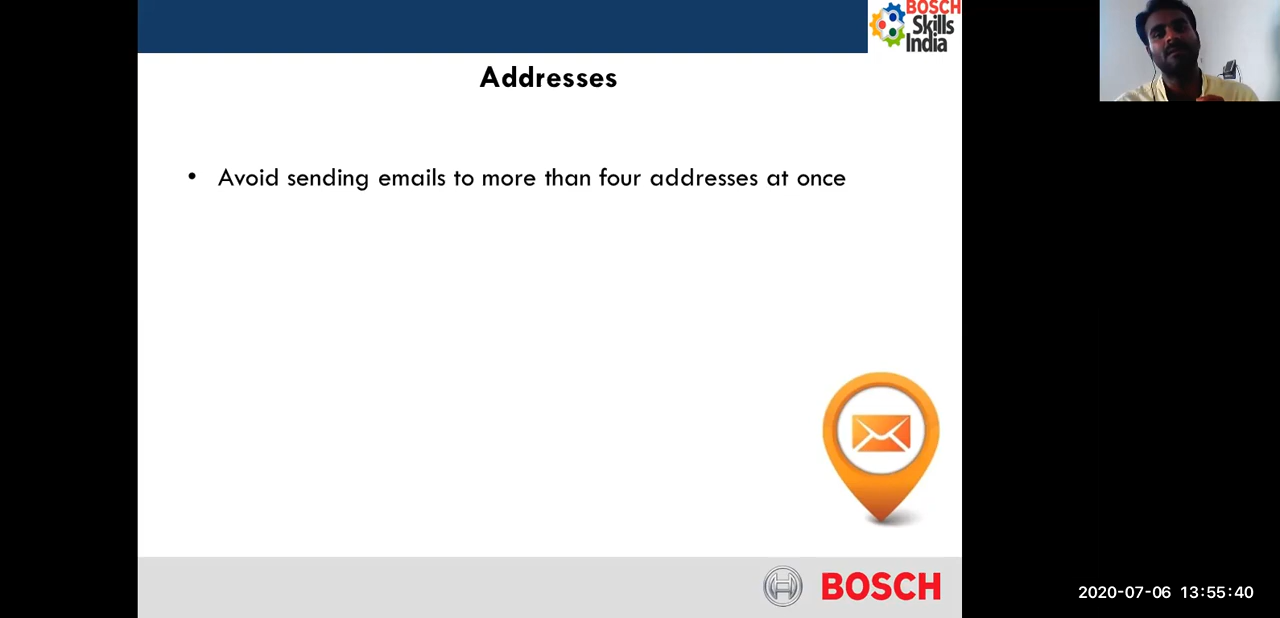 BOSCH
Skills
India
Addresses
• Avoid sending emails to more than four addresses at once
BOSCH
2020-07-06 13:55:40